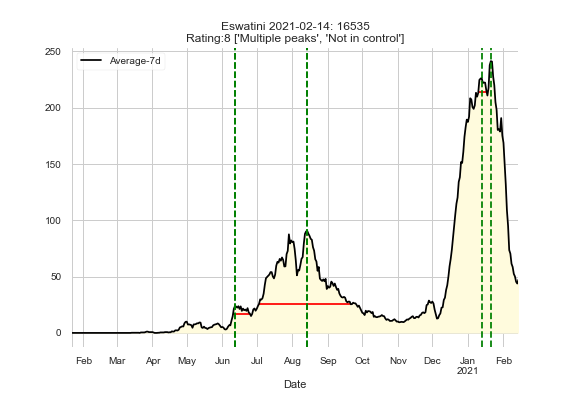 Eswatini 2021-02-14: 16535
Rating:8 ['Multiple peaks', 'Not in control']
Average-7d
250
200
150
100
50
0
Feb Mar Apr May Jun Jul Aug Sep Oct Nov Dec Jan Feb
2021
Date